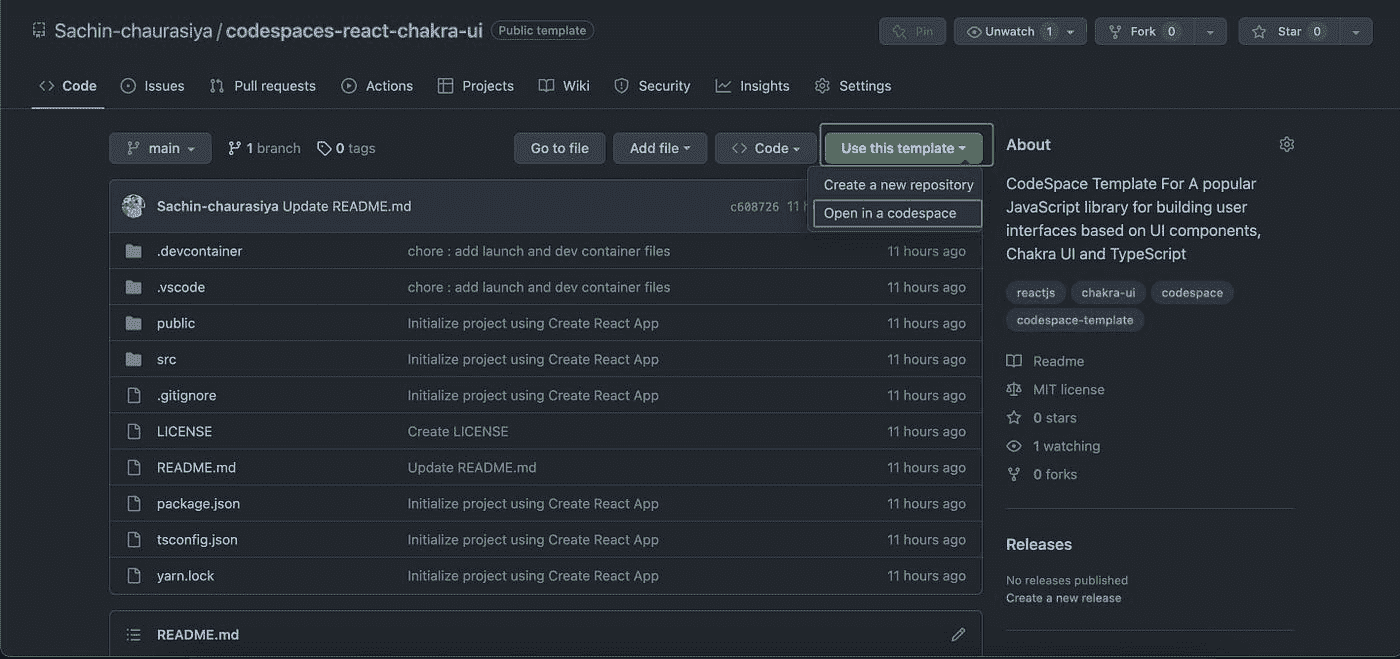 Sachin-chaurasiya / codespaces-react-chakra-ui Public template Pin Unwatch 1 Fork 0 Star 0
Code Issues Pull requests Actions Projects Wiki Security Insights Settings
main 1 branch 0 tags Go to file Add file Code Use this template
Create a new repository
Open in a codespace
Sachin-chaurasiya Update README.md c608726 11 h
.devcontainer chore : add launch and dev container files 11 hours ago
.vscode chore : add launch and dev container files 11 hours ago
public Initialize project using Create React App 11 hours ago
src Initialize project using Create React App 11 hours ago
.gitignore Initialize project using Create React App 11 hours ago
LICENSE Create LICENSE 11 hours ago
README.md Update README.md 11 hours ago
package.json Initialize project using Create React App 11 hours ago
tsconfig.json Initialize project using Create React App 11 hours ago
yarn.lock Initialize project using Create React App 11 hours ago
README.md
About
CodeSpace Template For A popular
JavaScript library for building user
interfaces based on UI components,
Chakra UI and TypeScript
reactjs chakra-ui codespace
codespace-template
Readme
MIT license
0 stars
1 watching
0 forks
Releases
No releases published
Create a new release